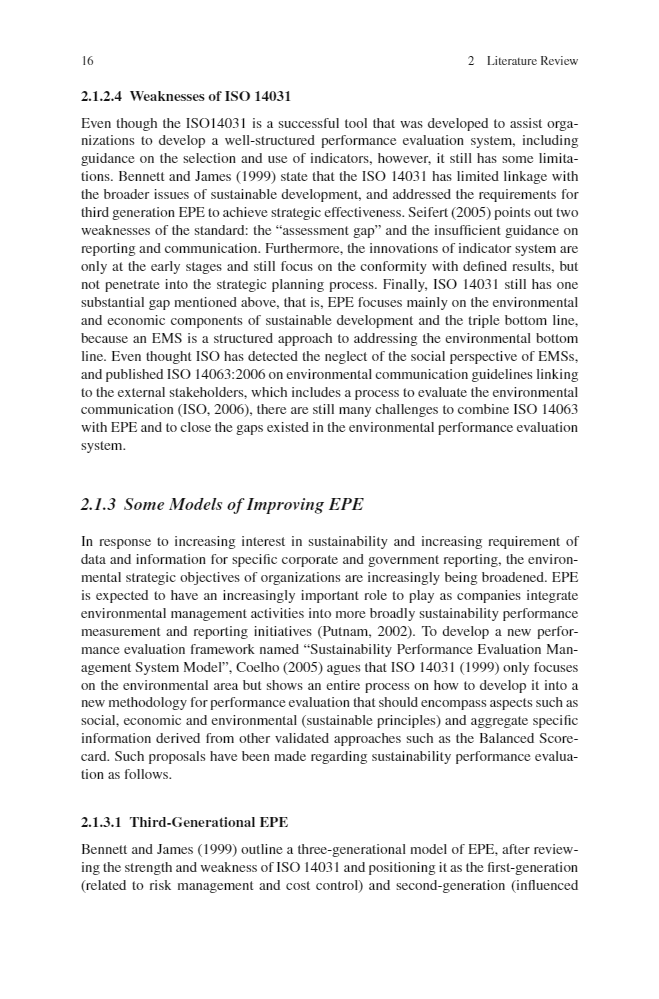 16
2 Literature Review
2.1.2.4 Weaknesses of ISO 14031
Even though the ISO14031 is a successful tool that was developed to assist orga-
nizations to develop a well-structured performance evaluation system, including
guidance on the selection and use of indicators, however, it still has some limita-
tions. Bennett and James (1999) state that the ISO 14031 has limited linkage with
the broader issues of sustainable development, and addressed the requirements for
third generation EPE to achieve strategic effectiveness. Seifert (2005) points out two
weaknesses of the standard: the “assessment gap” and the insufficient guidance on
reporting and communication. Furthermore, the innovations of indicator system are
only at the early stages and still focus on the conformity with defined results, but
not penetrate into the strategic planning process. Finally, ISO 14031 still has one
substantial gap mentioned above, that is, EPE focuses mainly on the environmental
and economic components of sustainable development and the triple bottom line,
because an EMS is a structured approach to addressing the environmental bottom
line. Even thought ISO has detected the neglect of the social perspective of EMSs,
and published ISO 14063:2006 on environmental communication guidelines linking
to the external stakeholders, which includes a process to evaluate the environmental
communication (ISO, 2006), there are still many challenges to combine ISO 14063
with EPE and to close the gaps existed in the environmental performance evaluation
system.
2.1.3 Some Models of Improving EPE
In response to increasing interest in sustainability and increasing requirement of
data and information for specific corporate and government reporting, the environ-
mental strategic objectives of organizations are increasingly being broadened. EPE
is expected to have an increasingly important role to play as companies integrate
environmental management activities into more broadly sustainability performance
measurement and reporting initiatives (Putnam, 2002). To develop a new perfor-
mance evaluation framework named “Sustainability Performance Evaluation Man-
agement System Model”, Coelho (2005) agues that ISO 14031 (1999) only focuses
on the environmental area but shows an entire process on how to develop it into a
new methodology for performance evaluation that should encompass aspects such as
social, economic and environmental (sustainable principles) and aggregate specific
information derived from other validated approaches such as the Balanced Score-
card. Such proposals have been made regarding sustainability performance evalua-
tion as follows.
2.1.3.1 Third-Generational EPE
Bennett and James (1999) outline a three-generational model of EPE, after review-
ing the strength and weakness of ISO 14031 and positioning it as the first-generation
(related to risk management and cost control) and second-generation (influenced